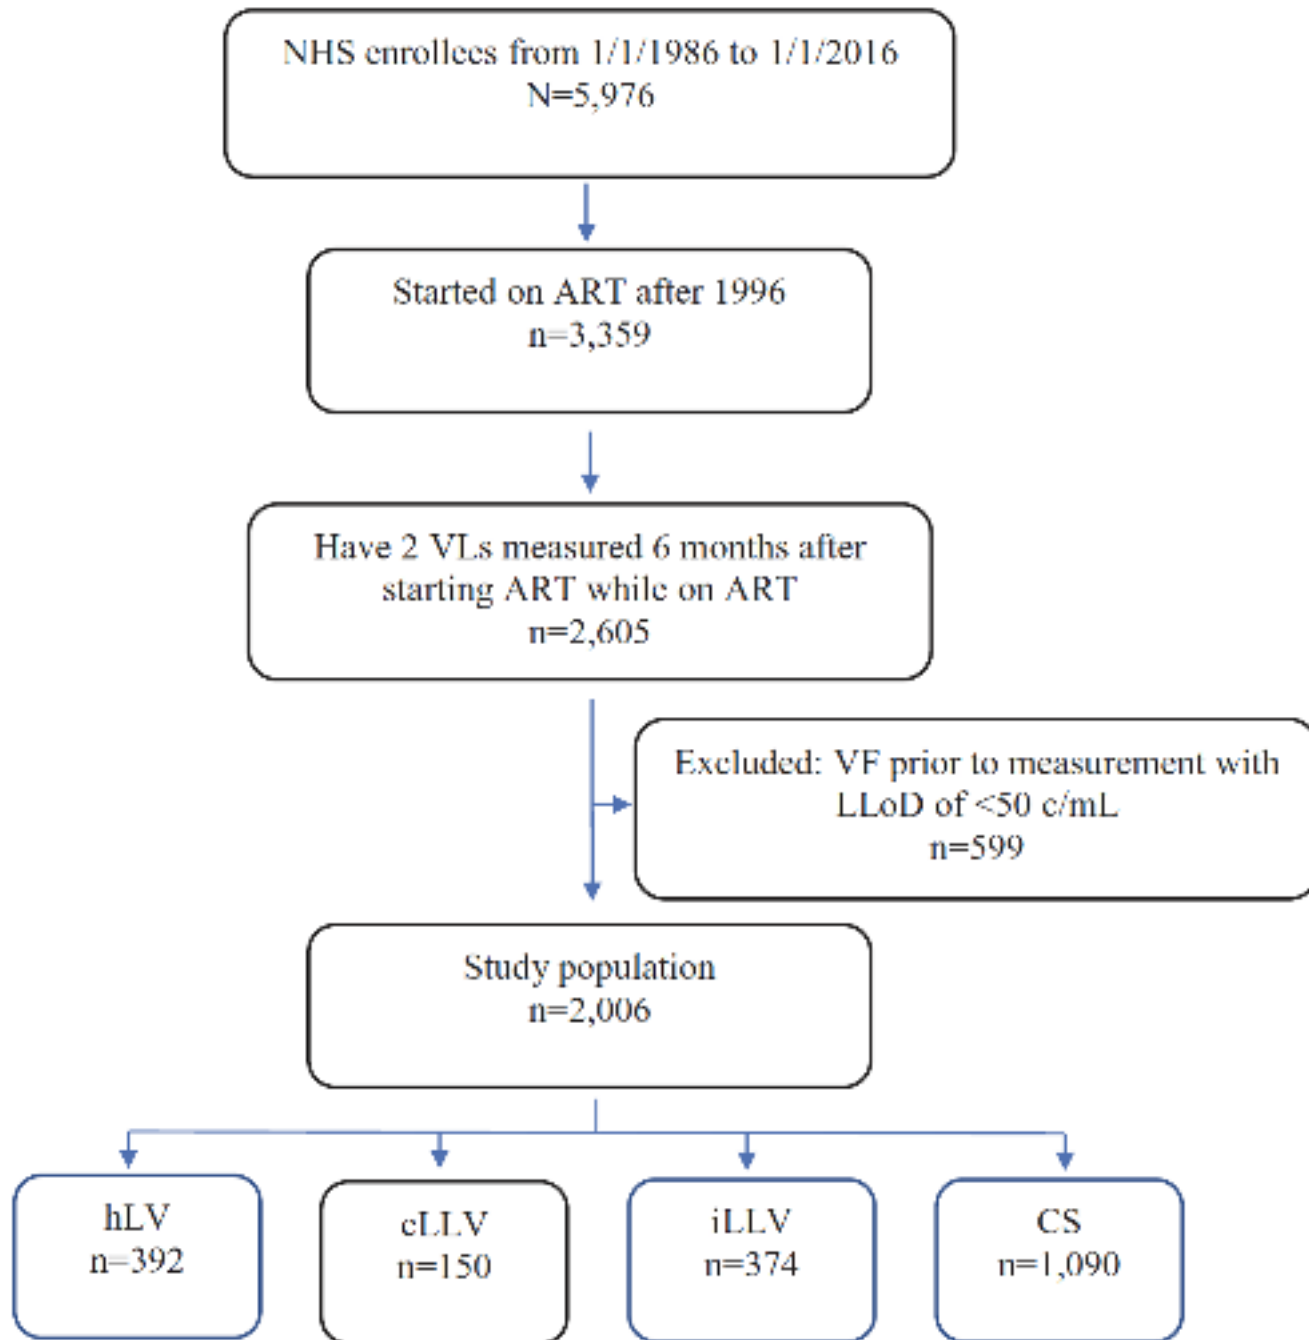 NHS enrollees from 1/1/1986 to 1/1/2016
N=5,976
Started on ART after 1996
n=3,359
Have 2 VLs measured 6 months after
starting ART while on ART
n=2,605
Excluded: VF prior to measurement with
LLoD of <50 c/mL
n=599
Study population
n=2,006
hLV
n=392
cLLV
n=150
iLLV
n=374
CS
n=1,090